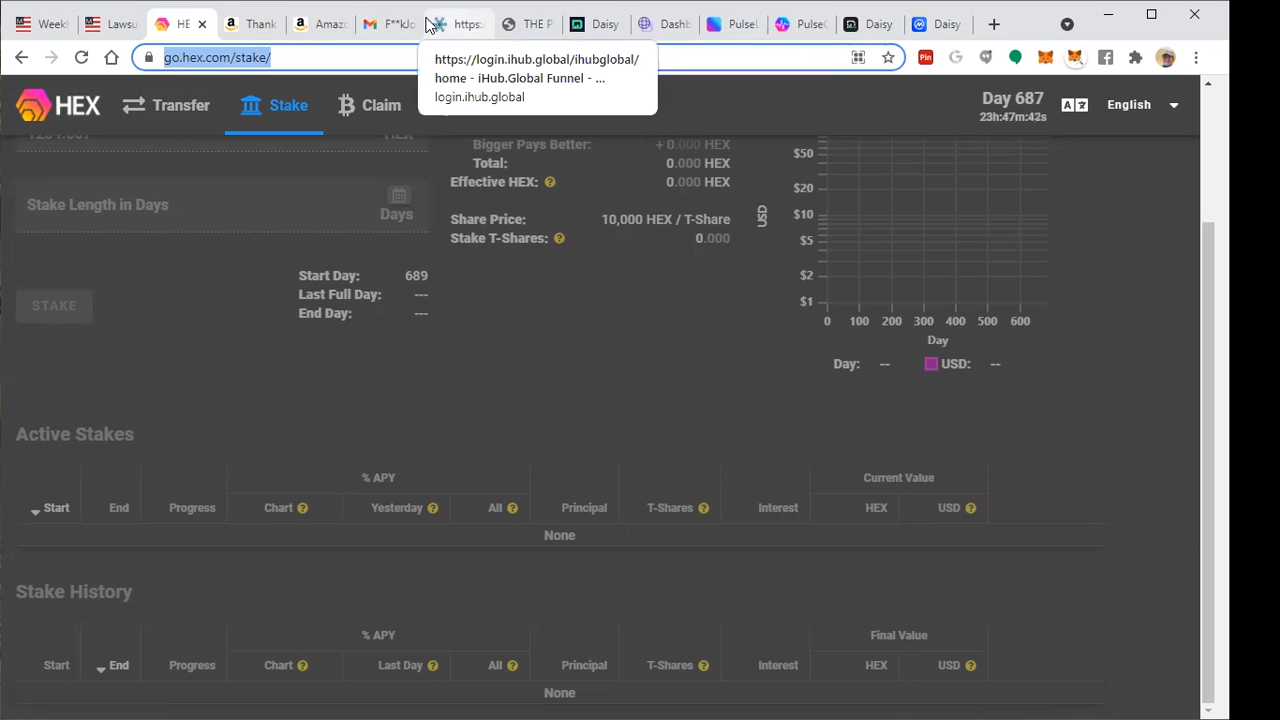 Weekl
Lawsu
HE
Thank
Amaz
F**kJo
https:/
THE P
Daisy
Dashb
Pulsel
PulseC
Daisy
Daisy
go.hex.com/stake/
https://login.ihub.global/ihubglobal/
home - iHub.Global Funnel - ...
login.ihub.global
HEX
Transfer
Stake
Claim
Day 687
23h:47m:42s
English
HEX
Bigger Pays Better: + 0.000 HEX
Total: 0.000 HEX
Effective HEX: ? 0.000 HEX
Stake Length in Days
Days
Share Price: 10,000 HEX / T-Share
Stake T-Shares: ? 0.000
Start Day: 689
Last Full Day: ---
End Day: ---
STAKE
USD
$50
$20
$10
$5
$2
$1
0 100 200 300 400 500 600
Day
Day: -- USD: --
Active Stakes
% APY
Current Value
Start End Progress Chart ? Yesterday ? All ? Principal T-Shares ? Interest HEX USD ?
None
Stake History
% APY
Final Value
Start End Progress Chart ? Last Day ? All ? Principal T-Shares ? Interest HEX USD ?
None